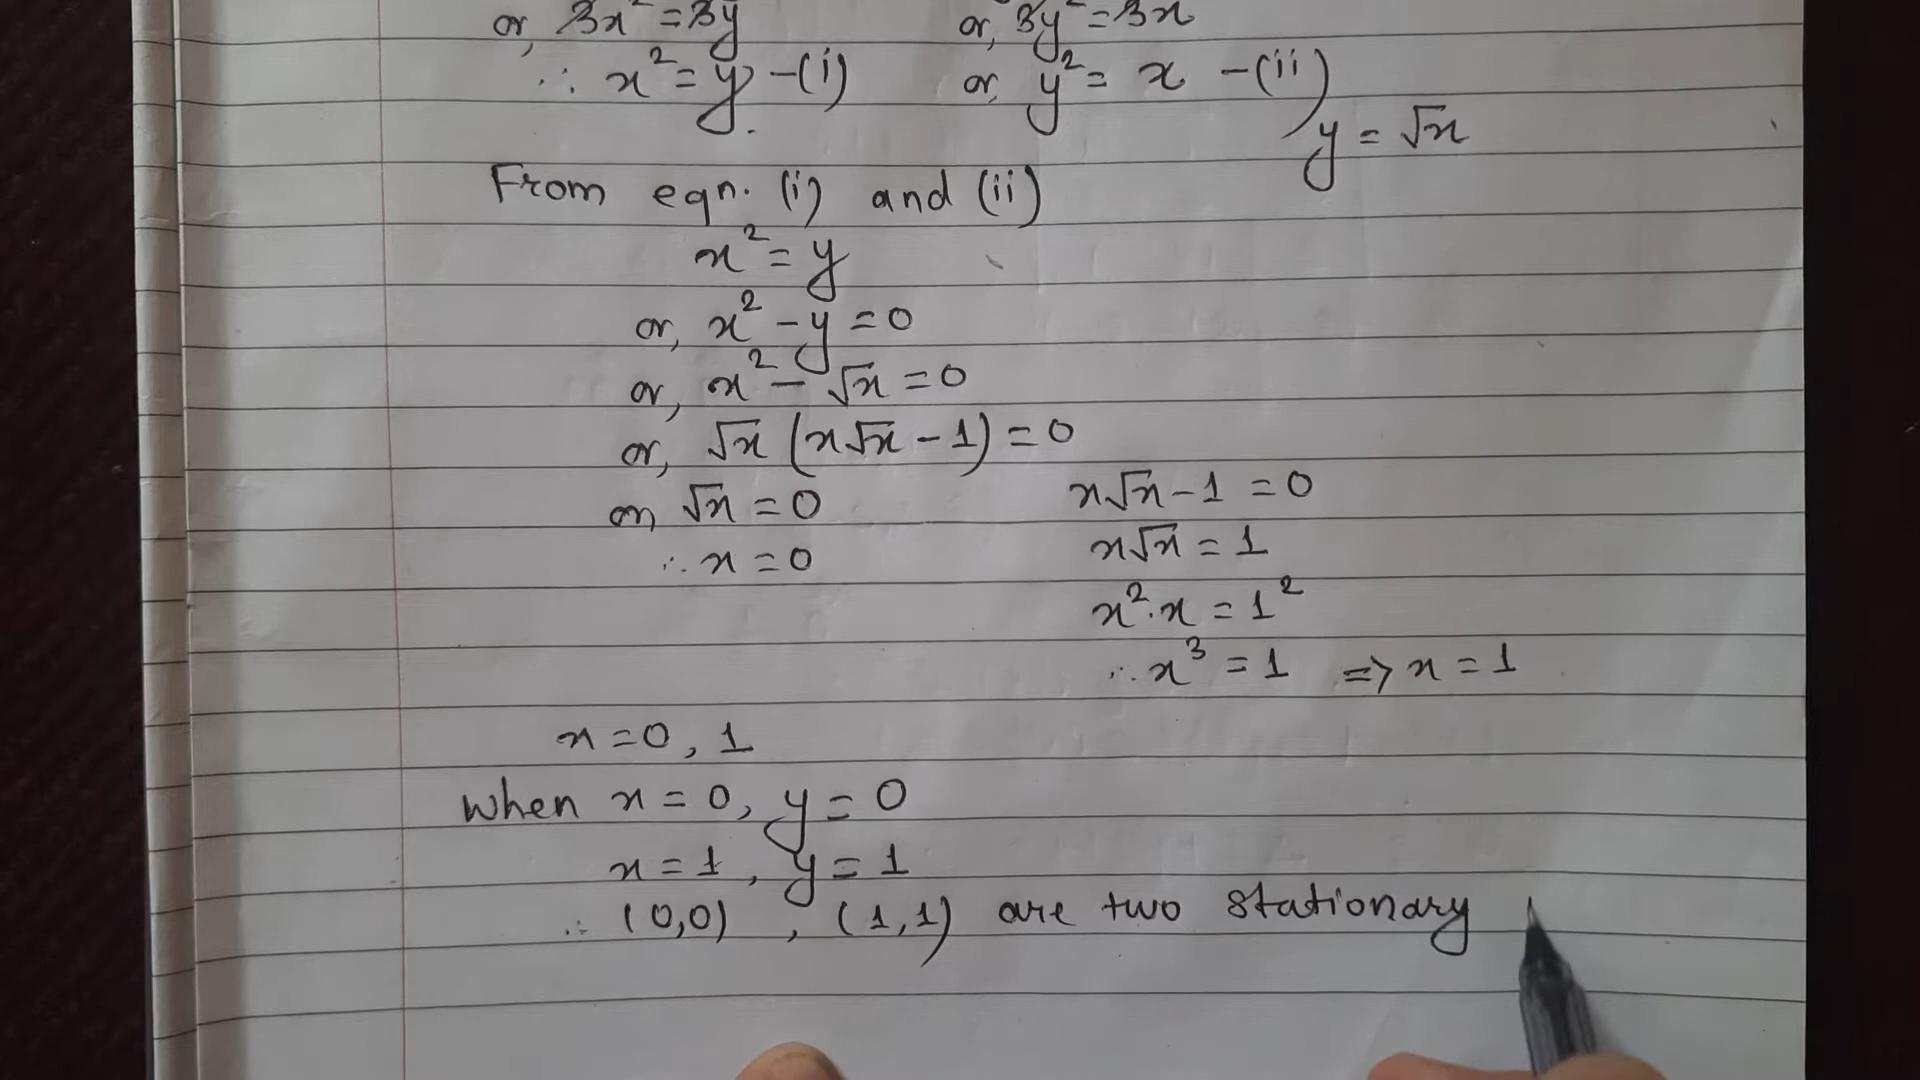 or, 3x² = 3y
or, 3y² = 3x
∴ x² = y -(i)
or, y² = x -(ii)
y = √x
From eqn. (i) and (ii)
x² = y
or, x² - y = 0
or, x² - √x = 0
or, √x (x√x - 1) = 0
or, √x = 0
x√x - 1 = 0
∴ x = 0
x√x = 1
x².x = 1²
∴ x³ = 1 => x = 1
x = 0, 1
When x = 0, y = 0
x = 1, y = 1
∴ (0,0), (1,1) are two stationary